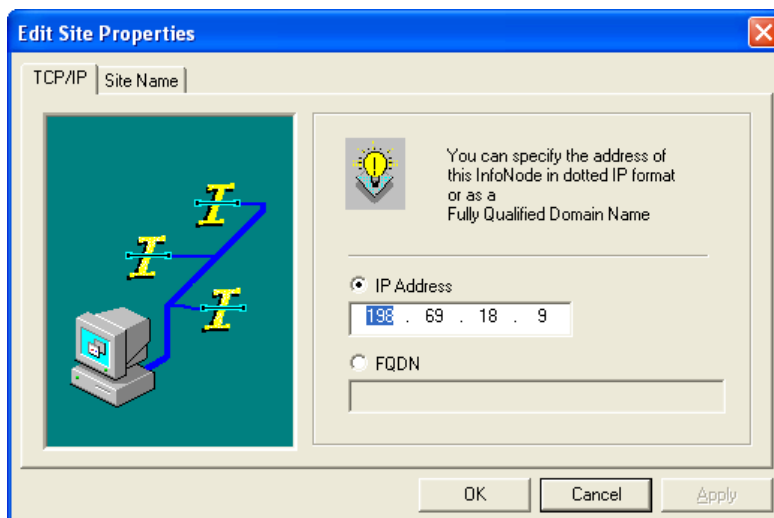 Edit Site Properties
TCP/IP
Site Name
You can specify the address of
this InfoNode in dotted IP format
or as a
Fully Qualified Domain Name
IP Address
198 . 69 . 18 . 9
FQDN
OK
Cancel
Apply